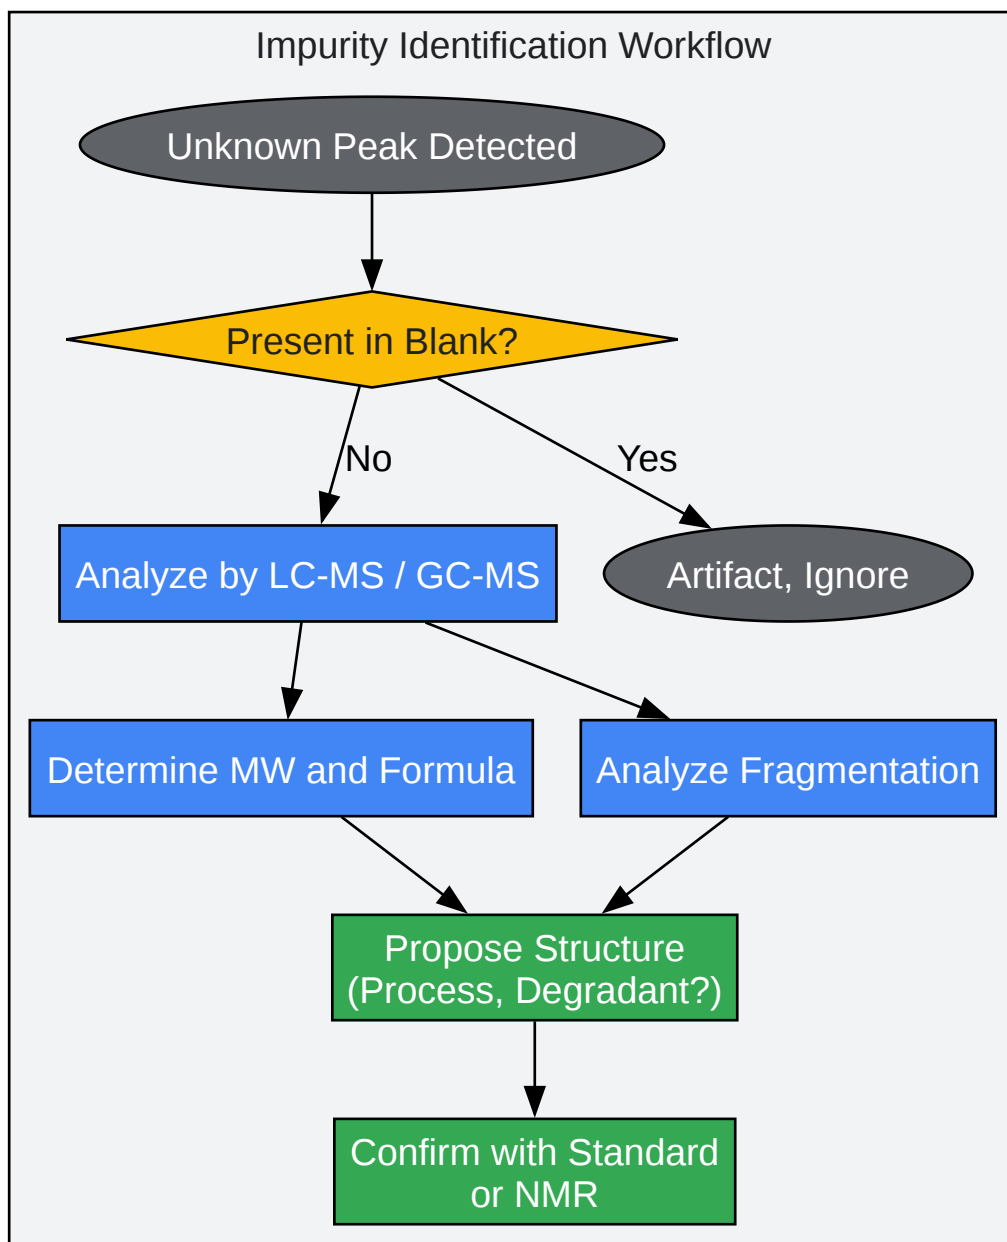 Impurity Identification Workflow
Unknown Peak Detected
Present in Blank?
No
Yes
Analyze by LC-MS / GC-MS
Artifact, Ignore
Determine MW and Formula
Analyze Fragmentation
Propose Structure
(Process, Degradant?)
Confirm with Standard
or NMR